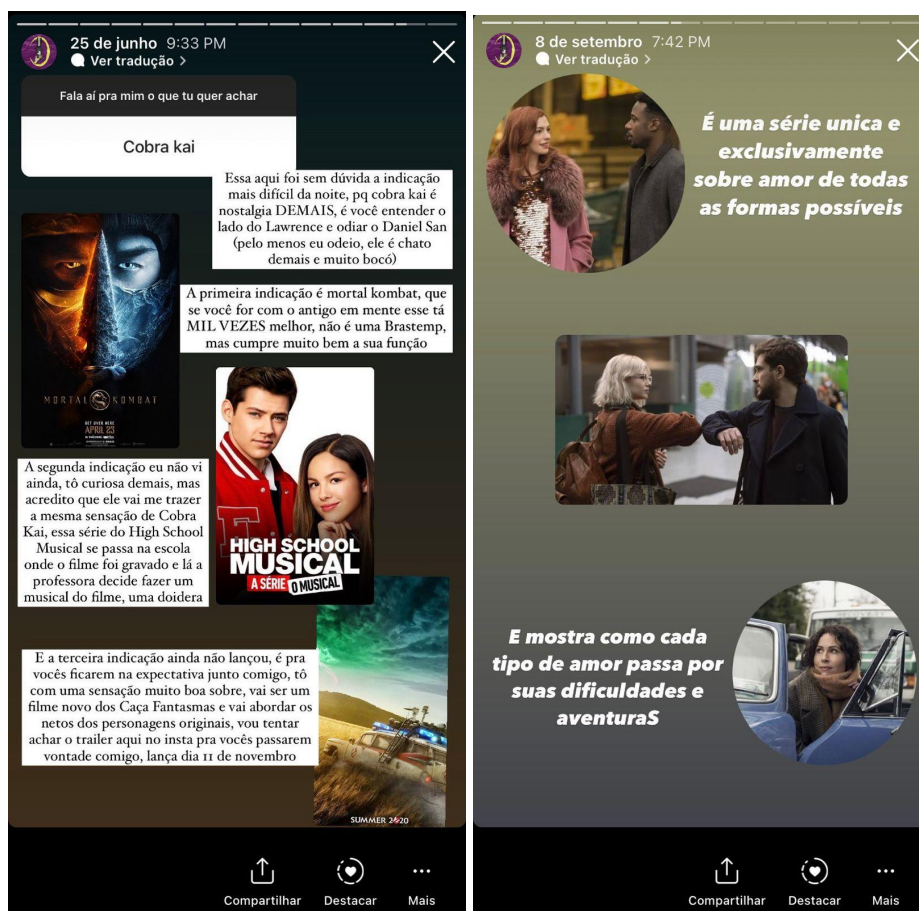 25 de junho 9:33 PM
Ver tradução >
Fala aí pra mim o que tu quer achar
Cobra kai
Essa aqui foi sem dúvida a indicação
mais difícil da noite, pq cobra kai é
nostalgia DEMAIS, é você entender o
lado do Lawrence e odiar o Daniel San
(pelo menos eu odeio, ele é chato
demais e muito bocó)
A primeira indicação é mortal kombat, que
se você for com o antigo em mente esse tá
MIL VEZES melhor, não é uma Brastemp,
mas cumpre muito bem a sua função
MORTAL KOMBAT
GET OVER HERE
APRIL 23
A segunda indicação eu não vi
ainda, tô curiosa demais, mas
acredito que ele vai me trazer
a mesma sensação de Cobra
Kai, essa série do High School
Musical se passa na escola
onde o filme foi gravado e lá a
professora decide fazer um
musical do filme, uma doidera
HIGH SCHOOL
MUSICAL
A SÉRIE O MUSICAL
E a terceira indicação ainda não lançou, é pra
vocês ficarem na expectativa junto comigo, tô
com uma sensação muito boa sobre, vai ser um
filme novo dos Caça Fantasmas e vai abordar os
netos dos personagens originais, vou tentar
achar o trailer aqui no insta pra vocês passarem
vontade comigo, lança dia 11 de novembro
SUMMER 2020
Compartilhar
Destacar
Mais
8 de setembro 7:42 PM
Ver tradução >
É uma série unica e
exclusivamente
sobre amor de todas
as formas possíveis
E mostra como cada
tipo de amor passa por
suas dificuldades e
aventuraS
Compartilhar
Destacar
Mais